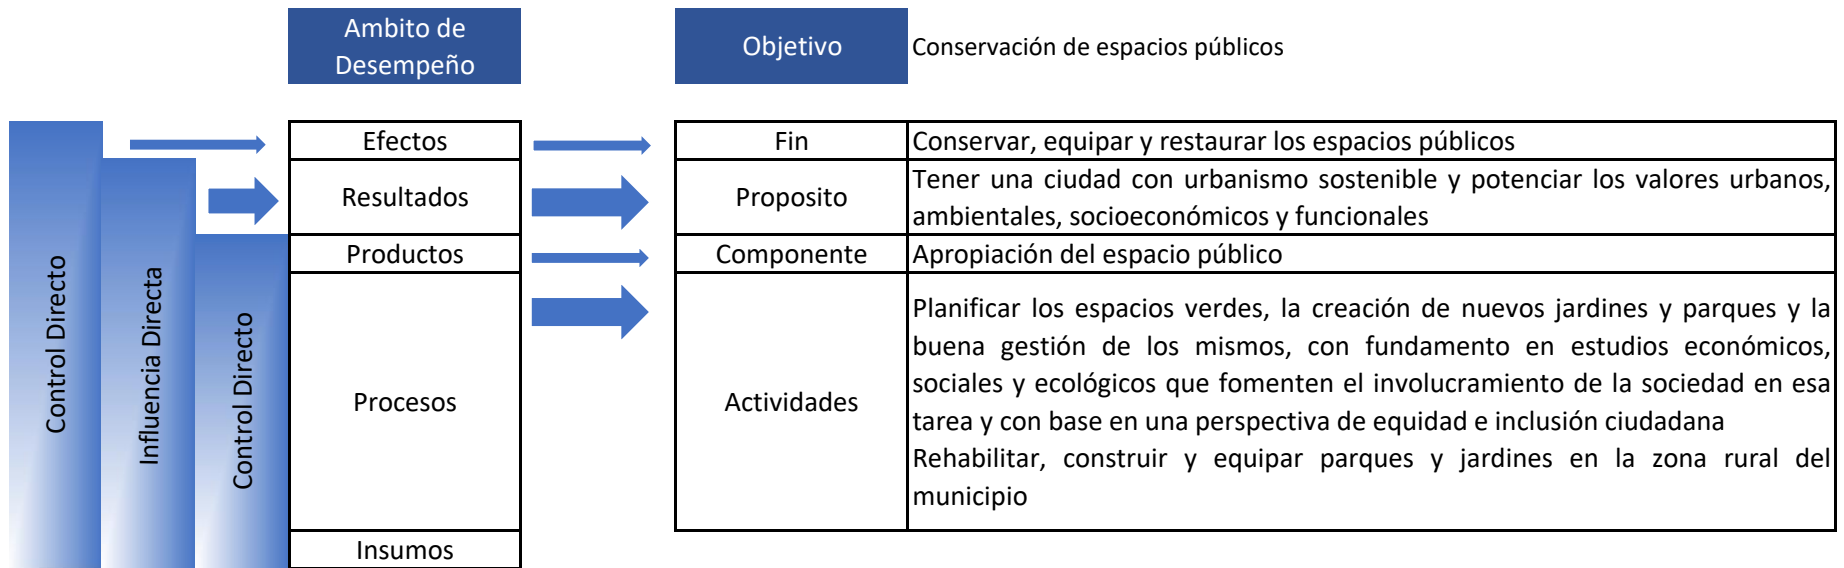 Ambito de
Desempeño
Objetivo
Conservación de espacios públicos
Control Directo
Influencia Directa
Control Directo
Efectos
Fin
Conservar, equipar y restaurar los espacios públicos
Resultados
Proposito
Tener una ciudad con urbanismo sostenible y potenciar los valores urbanos,
ambientales, socioeconómicos y funcionales
Productos
Componente
Apropiación del espacio público
Procesos
Actividades
Planificar los espacios verdes, la creación de nuevos jardines y parques y la
buena gestión de los mismos, con fundamento en estudios económicos,
sociales y ecológicos que fomenten el involucramiento de la sociedad en esa
tarea y con base en una perspectiva de equidad e inclusión ciudadana
Rehabilitar, construir y equipar parques y jardines en la zona rural del
municipio
Insumos